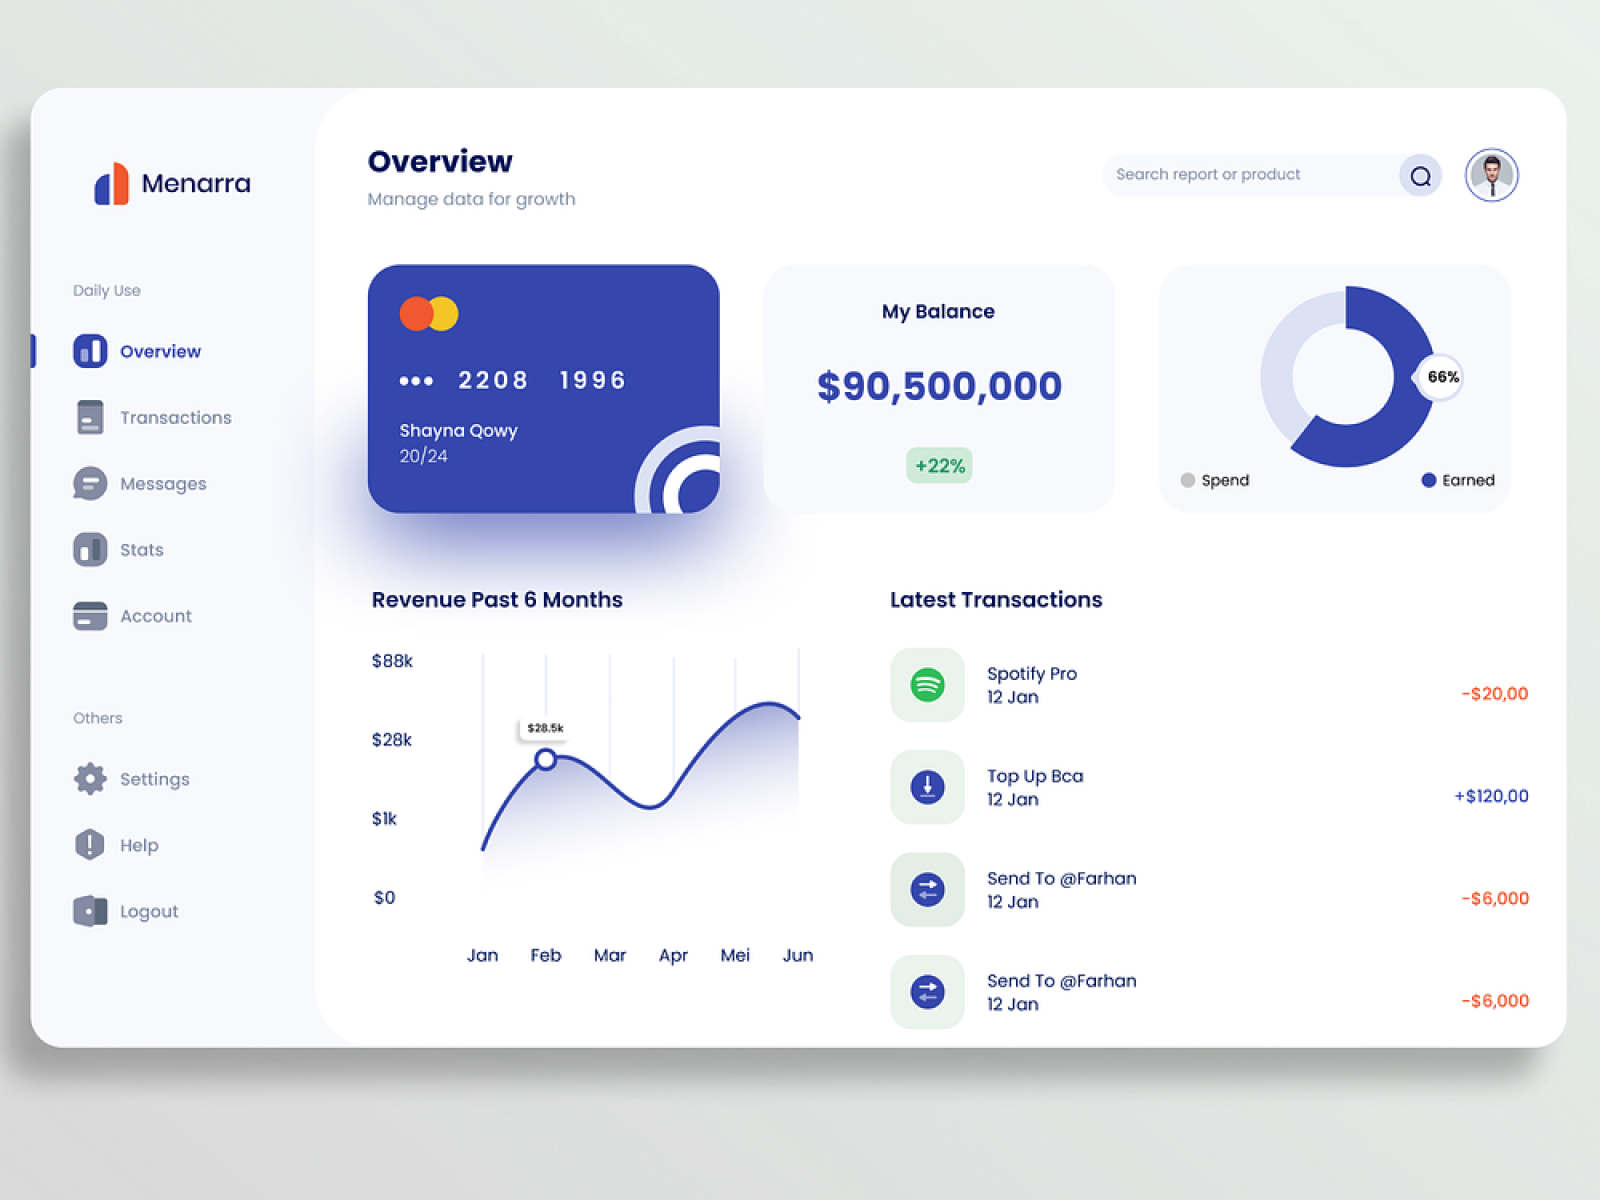 Menarra
Daily Use
Overview
Transactions
Messages
Stats
Account
Others
Settings
Help
Logout
Overview
Manage data for growth
Search report or product
••• 2208 1996
Shayna Qowy
20/24
My Balance
$90,500,000
+22%
66%
Spend
Earned
Revenue Past 6 Months
$88k
$28k
$1k
$0
$28.5k
Jan Feb Mar Apr Mei Jun
Latest Transactions
Spotify Pro
12 Jan
-$20,00
Top Up Bca
12 Jan
+$120,00
Send To @Farhan
12 Jan
-$6,000
Send To @Farhan
12 Jan
-$6,000